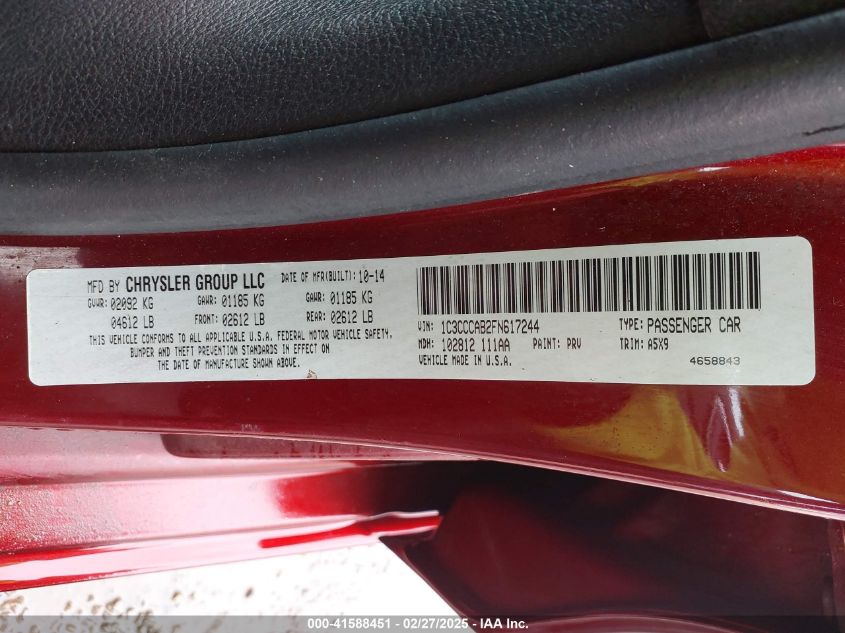 MFD BY CHRYSLER GROUP LLC DATE OF MFR(BUILT): 10-14
GVWR: 02092 KG GAWR: 01185 KG GAWR: 01185 KG
04612 LB FRONT: 02612 LB REAR: 02612 LB
THIS VEHICLE CONFORMS TO ALL APPLICABLE U.S.A. FEDERAL MOTOR VEHICLE SAFETY,
BUMPER AND THEFT PREVENTION STANDARDS IN EFFECT ON
THE DATE OF MANUFACTURE SHOWN ABOVE.
VIN: 1C3CCCAB2FN617244 TYPE: PASSENGER CAR
MDH: 102812 111AA PAINT: PRV TRIM: A5X9
VEHICLE MADE IN U.S.A. 4658843
000-41588451 - 02/27/2025 - IAA Inc.